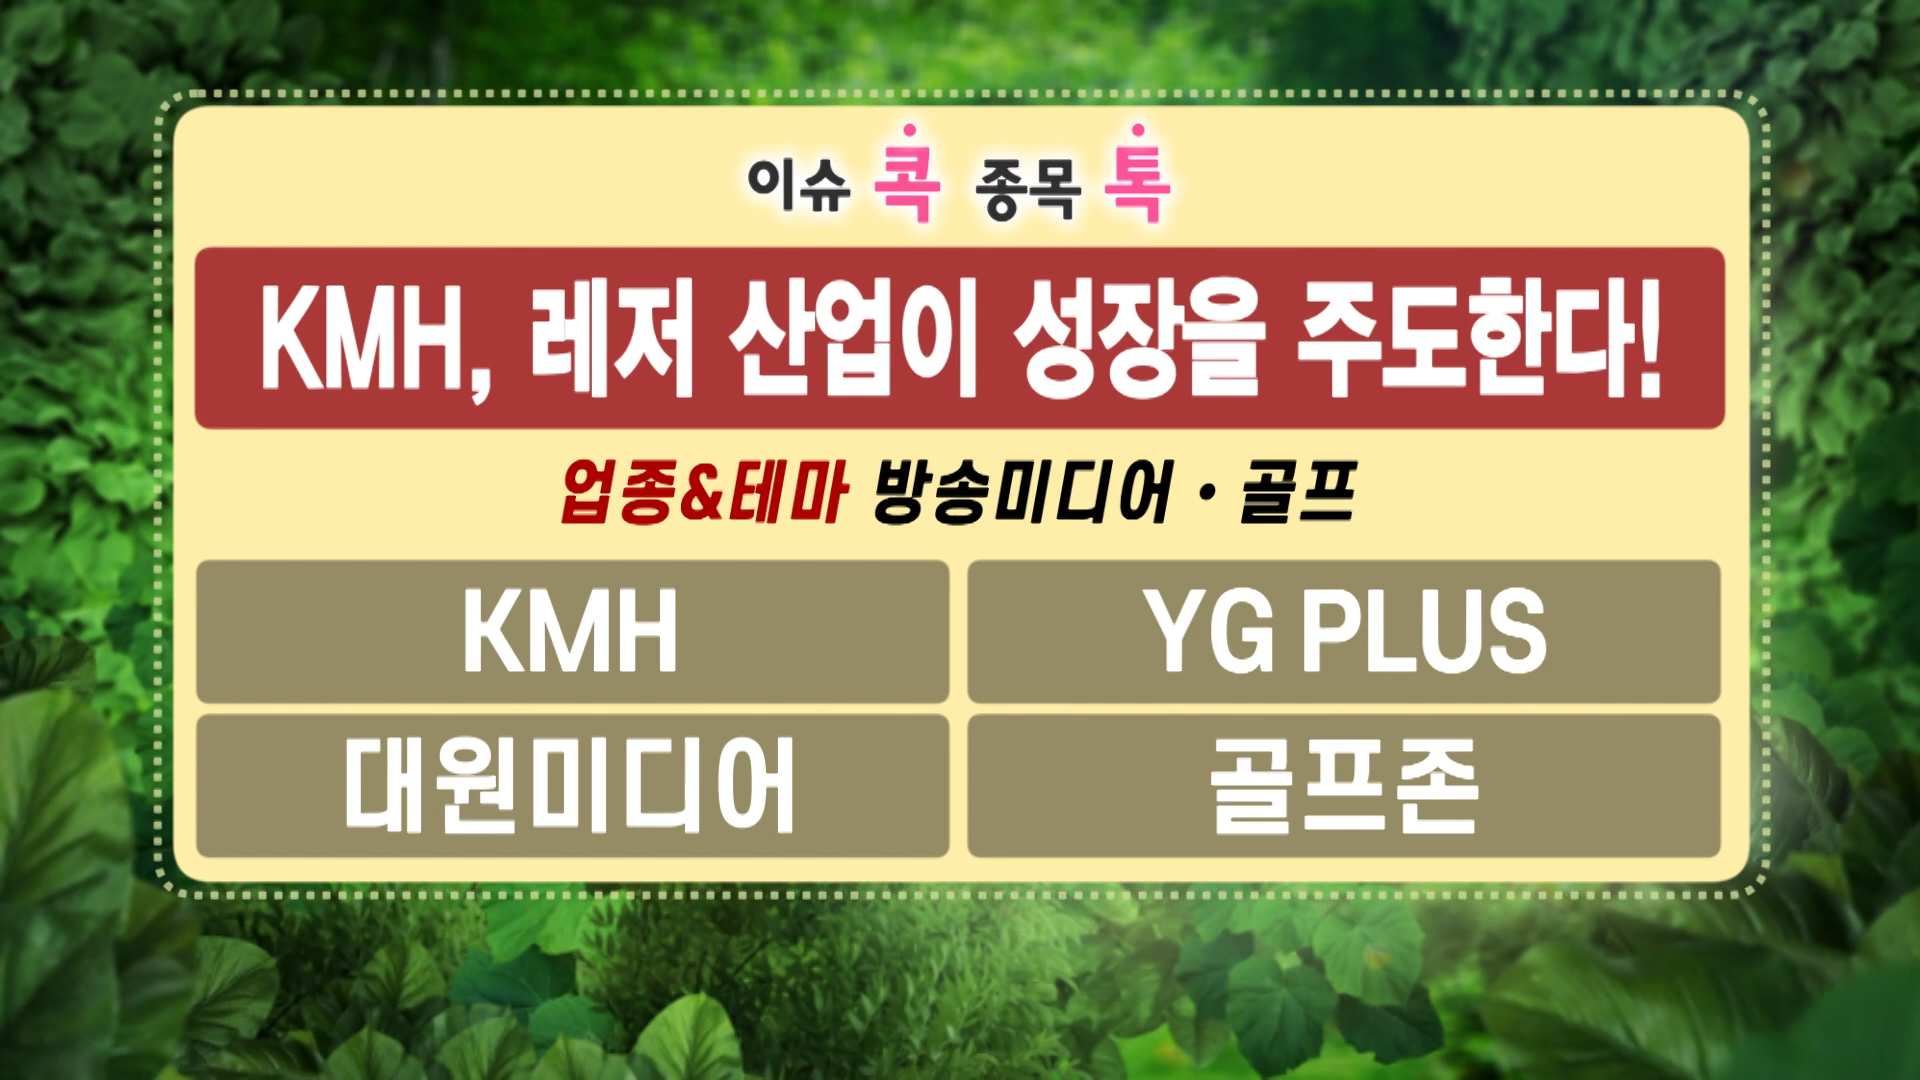 이슈 콕 종목 톡
KMH, 레저 산업이 성장을 주도한다!
업종&테마 방송미디어・골프
KMH
YG PLUS
대원미디어
골프존